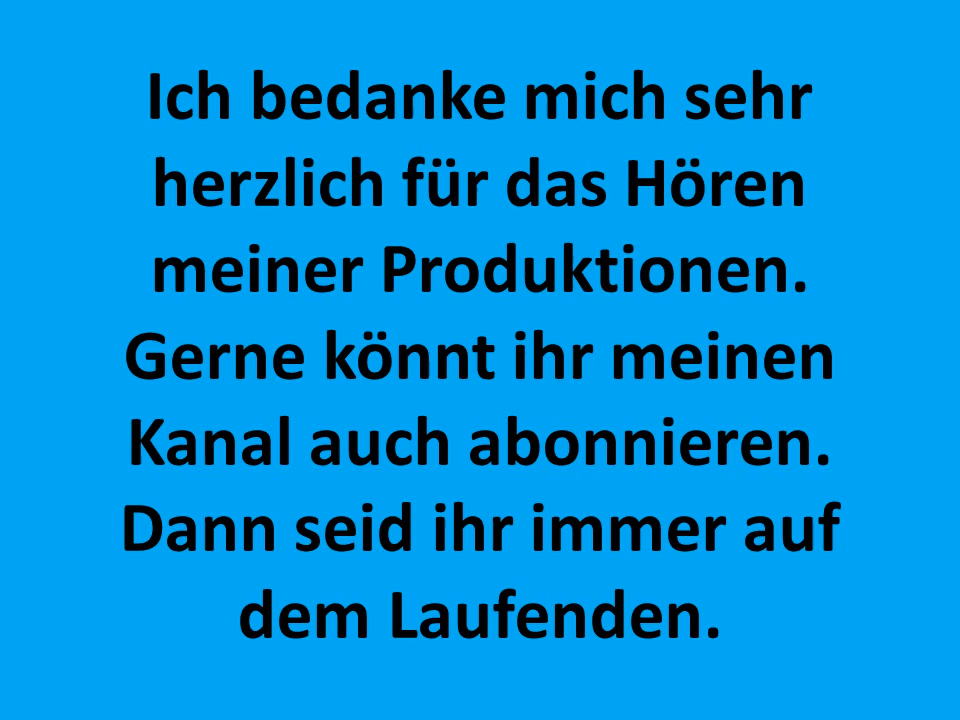 Ich bedanke mich sehr
herzlich für das Hören
meiner Produktionen.
Gerne könnt ihr meinen
Kanal auch abonnieren.
Dann seid ihr immer auf
dem Laufenden.